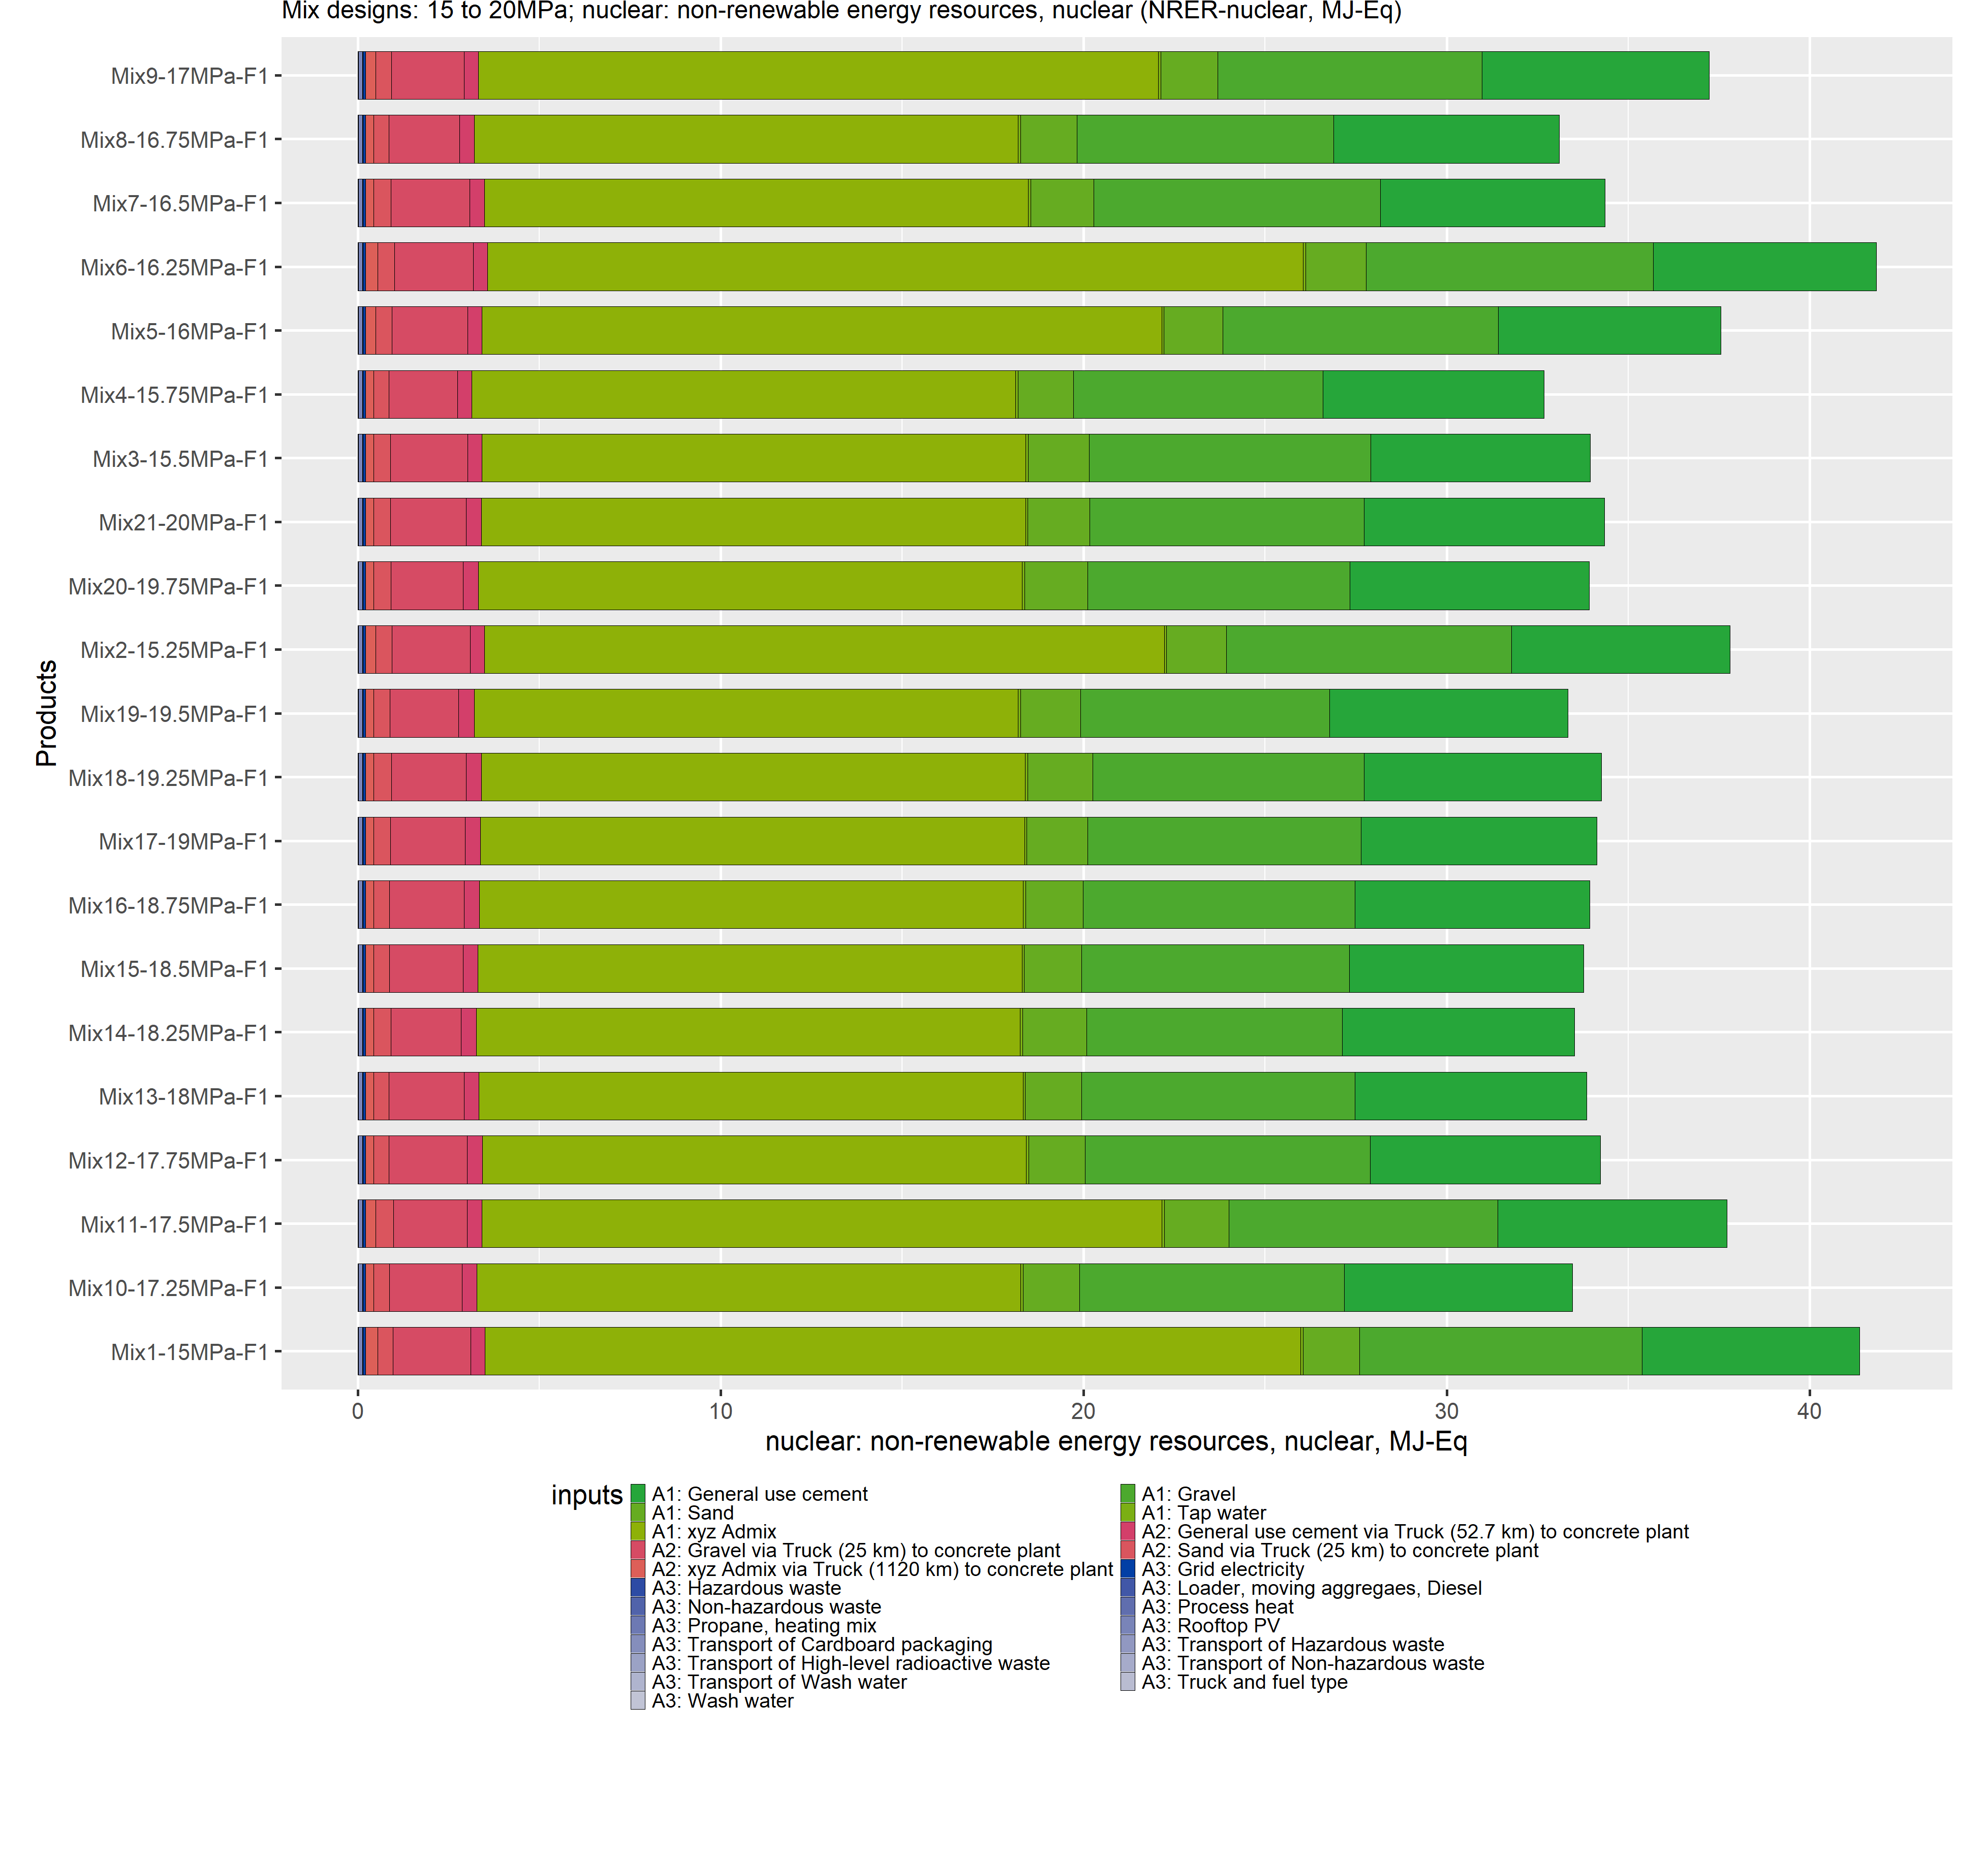 Mix designs: 15 to 20MPa; nuclear: non-renewable energy resources, nuclear (NRER-nuclear, MJ-Eq)
Products
Mix9-17MPa-F1
Mix8-16.75MPa-F1
Mix7-16.5MPa-F1
Mix6-16.25MPa-F1
Mix5-16MPa-F1
Mix4-15.75MPa-F1
Mix3-15.5MPa-F1
Mix21-20MPa-F1
Mix20-19.75MPa-F1
Mix2-15.25MPa-F1
Mix19-19.5MPa-F1
Mix18-19.25MPa-F1
Mix17-19MPa-F1
Mix16-18.75MPa-F1
Mix15-18.5MPa-F1
Mix14-18.25MPa-F1
Mix13-18MPa-F1
Mix12-17.75MPa-F1
Mix11-17.5MPa-F1
Mix10-17.25MPa-F1
Mix1-15MPa-F1
0 10 20 30 40
nuclear: non-renewable energy resources, nuclear, MJ-Eq
inputs
A1: General use cement A1: Gravel
A1: Sand A1: Tap water
A1: xyz Admix A2: General use cement via Truck (52.7 km) to concrete plant
A2: Gravel via Truck (25 km) to concrete plant A2: Sand via Truck (25 km) to concrete plant
A2: xyz Admix via Truck (1120 km) to concrete plant A3: Grid electricity
A3: Hazardous waste A3: Loader, moving aggregaes, Diesel
A3: Non-hazardous waste A3: Process heat
A3: Propane, heating mix A3: Rooftop PV
A3: Transport of Cardboard packaging A3: Transport of Hazardous waste
A3: Transport of High-level radioactive waste A3: Transport of Non-hazardous waste
A3: Transport of Wash water A3: Truck and fuel type
A3: Wash water